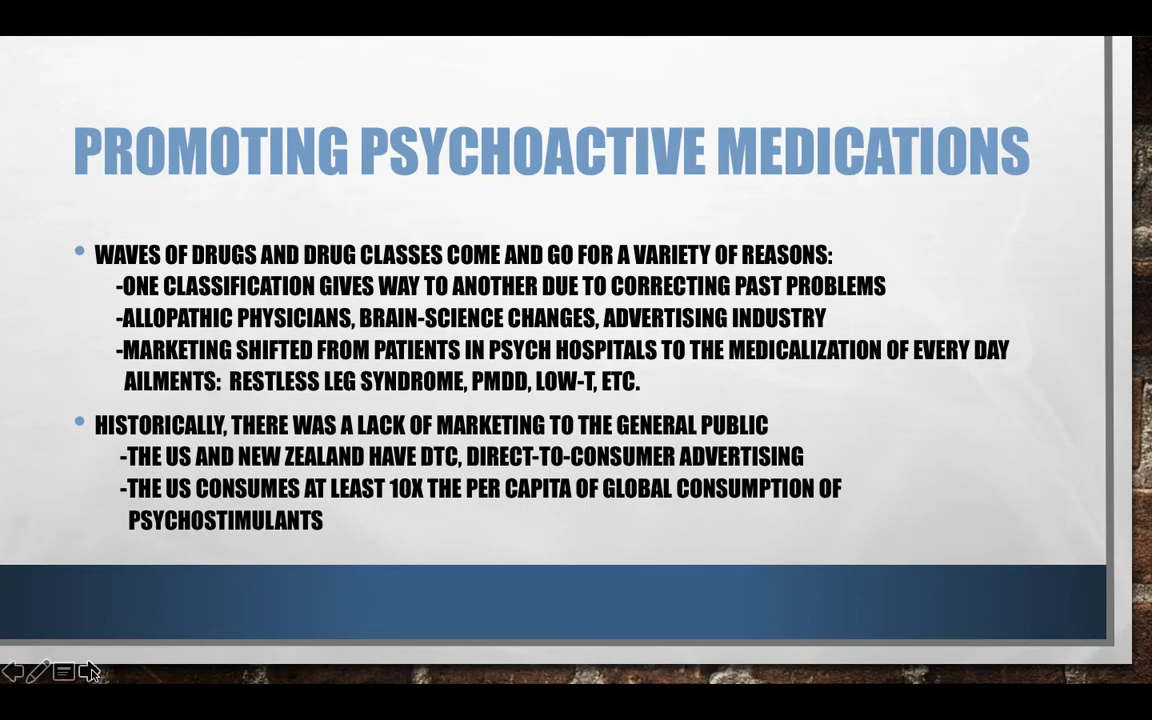 PROMOTING PSYCHOACTIVE MEDICATIONS
• WAVES OF DRUGS AND DRUG CLASSES COME AND GO FOR A VARIETY OF REASONS:
-ONE CLASSIFICATION GIVES WAY TO ANOTHER DUE TO CORRECTING PAST PROBLEMS
-ALLOPATHIC PHYSICIANS, BRAIN-SCIENCE CHANGES, ADVERTISING INDUSTRY
-MARKETING SHIFTED FROM PATIENTS IN PSYCH HOSPITALS TO THE MEDICALIZATION OF EVERY DAY
AILMENTS: RESTLESS LEG SYNDROME, PMDD, LOW-T, ETC.
• HISTORICALLY, THERE WAS A LACK OF MARKETING TO THE GENERAL PUBLIC
-THE US AND NEW ZEALAND HAVE DTC, DIRECT-TO-CONSUMER ADVERTISING
-THE US CONSUMES AT LEAST 10X THE PER CAPITA OF GLOBAL CONSUMPTION OF
PSYCHOSTIMULANTS